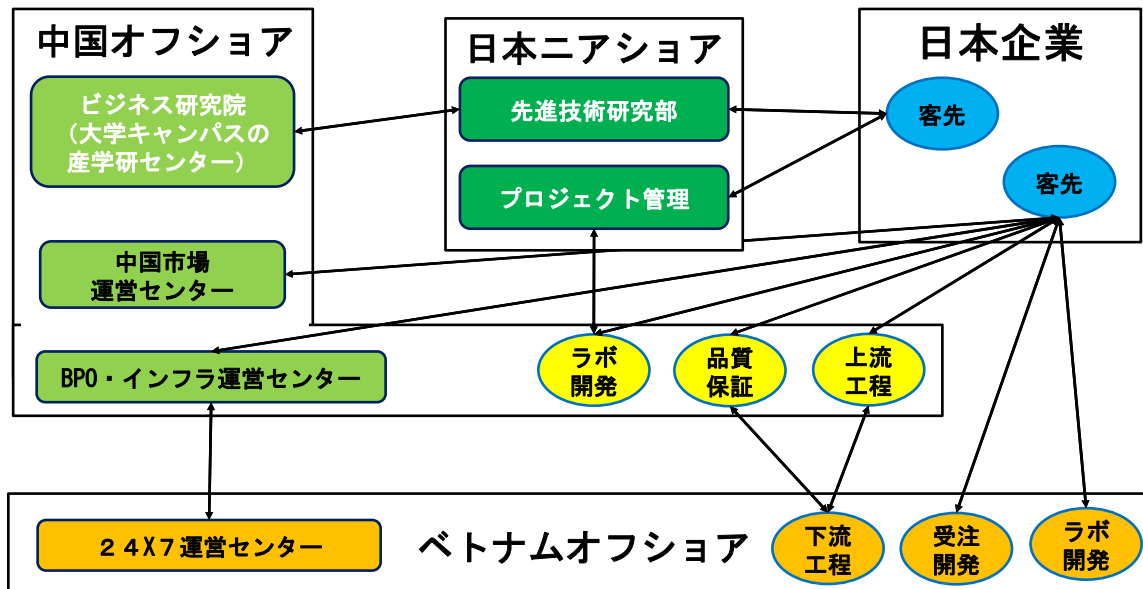 中国オフショア
ビジネス研究院
（大学キャンパスの
産学研センター）
中国市場
運営センター
日本ニアショア
先進技術研究部
プロジェクト管理
日本企業
客先
客先
BPO・インフラ運営センター
ラボ
開発
品質
保証
上流
工程
２４X７運営センター
ベトナムオフショア
下流
工程
受注
開発
ラボ
開発